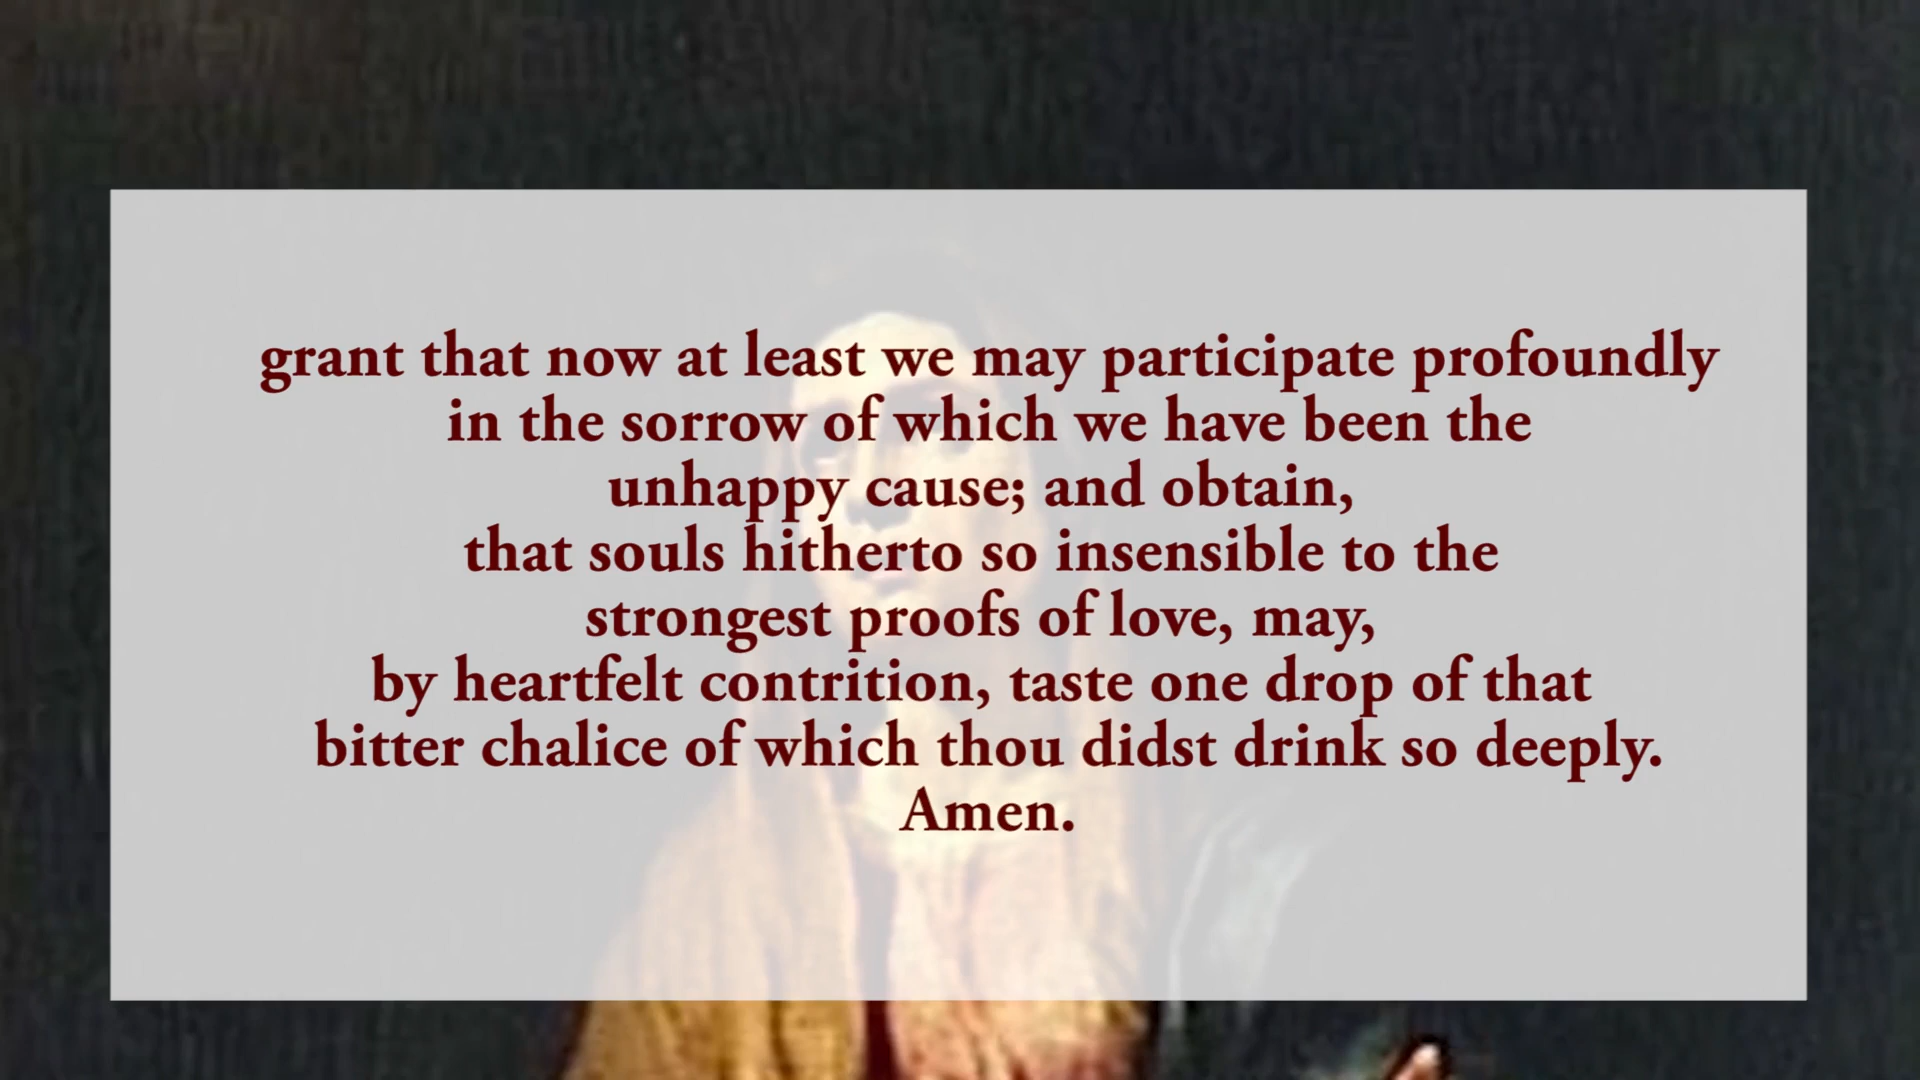 grant that now at least we may participate profoundly
in the sorrow of which we have been the
unhappy cause; and obtain,
that souls hitherto so insensible to the
strongest proofs of love, may,
by heartfelt contrition, taste one drop of that
bitter chalice of which thou didst drink so deeply.
Amen.